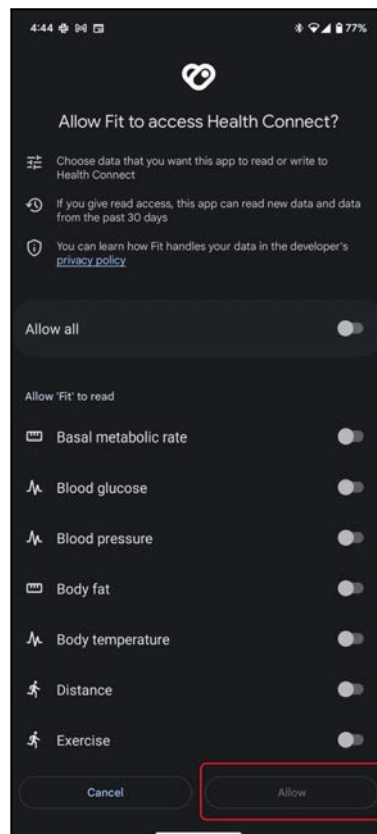 4:44
77%
Allow Fit to access Health Connect?
Choose data that you want this app to read or write to
Health Connect
If you give read access, this app can read new data and data
from the past 30 days
You can learn how Fit handles your data in the developer's
privacy policy
Allow all
Allow 'Fit' to read
Basal metabolic rate
Blood glucose
Blood pressure
Body fat
Body temperature
Distance
Exercise
Cancel
Allow